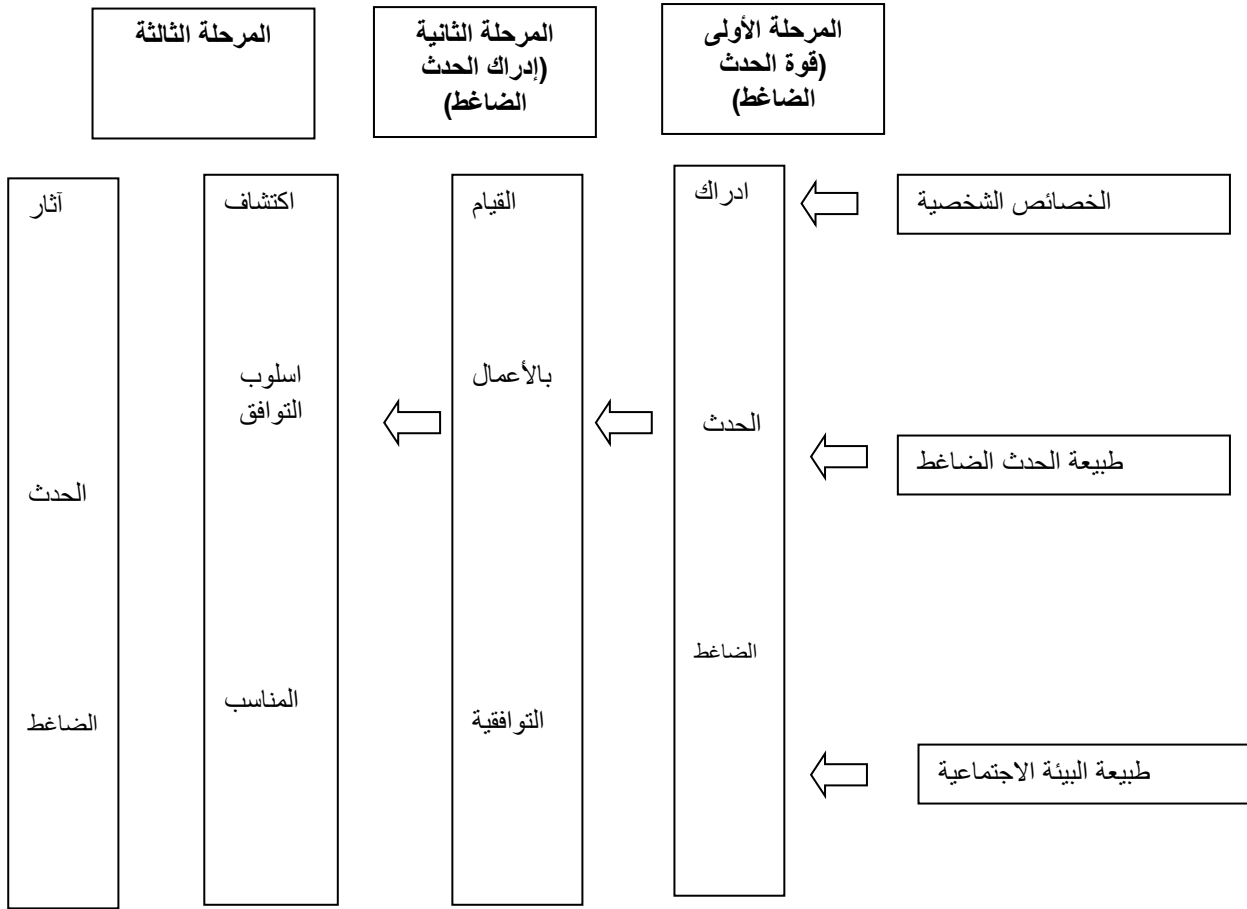 المرحلة الأولى
(قوة الحدث
الضاغط)
المرحلة الثانية
(إدراك الحدث
الضاغط)
المرحلة الثالثة
الخصائص الشخصية
طبيعة الحدث الضاغط
طبيعة البيئة الاجتماعية
ادراك
الحدث
الضاغط
القيام
بالأعمال
التوافقية
اكتشاف
اسلوب
التوافق
المناسب
آثار
الحدث
الضاغط